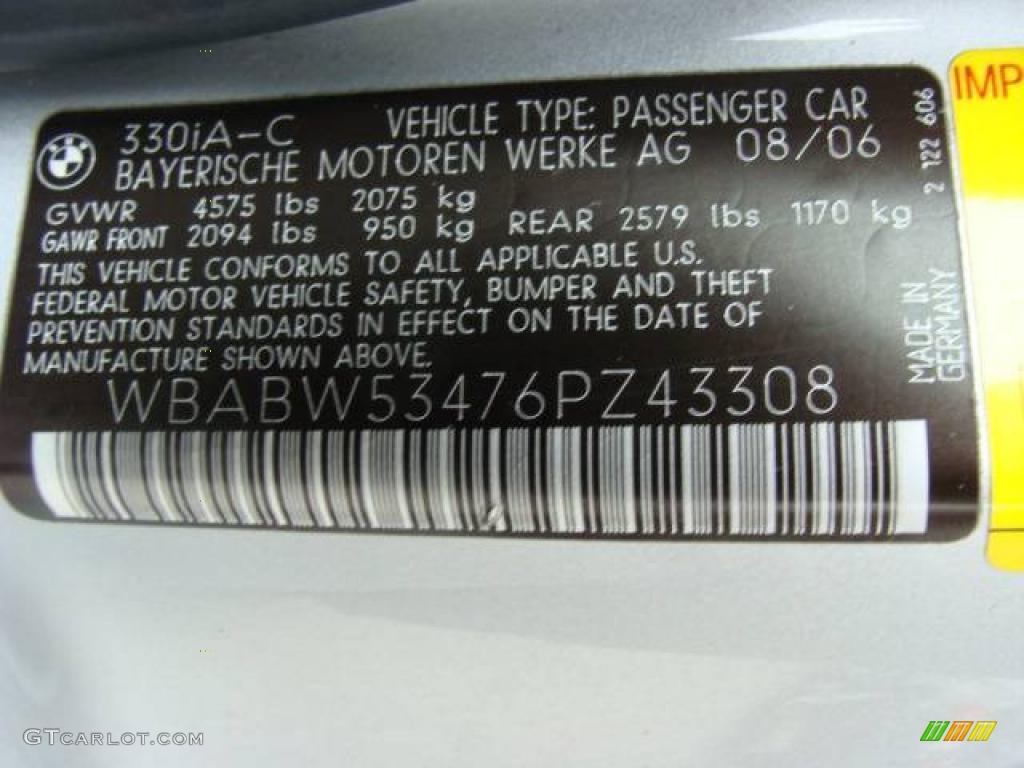 330iA-C VEHICLE TYPE: PASSENGER CAR
BAYERISCHE MOTOREN WERKE AG 08/06
GVWR 4575 lbs 2075 kg
GAWR FRONT 2094 lbs 950 kg REAR 2579 lbs 1170 kg
THIS VEHICLE CONFORMS TO ALL APPLICABLE U.S.
FEDERAL MOTOR VEHICLE SAFETY, BUMPER AND THEFT
PREVENTION STANDARDS IN EFFECT ON THE DATE OF
MANUFACTURE SHOWN ABOVE.
WBABW53476PZ43308
2 122 606
MADE IN
GERMANY
IMP
GTCARLOT.COM